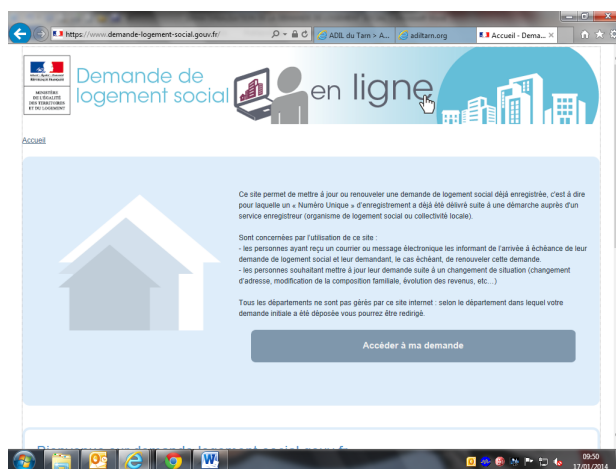 https://www.demande-logement-social.gouv.fr/
ADIL du Tarn > A...
adiltarn.org
Accueil - Dema...
Liberté • Égalité • Fraternité
RÉPUBLIQUE FRANÇAISE
MINISTÈRE
DE L'ÉGALITÉ
DES TERRITOIRES
ET DU LOGEMENT
Demande de
logement social
en ligne
Accueil
Ce site permet de mettre à jour ou renouveler une demande de logement social déjà enregistrée, c'est à dire
pour laquelle un « Numéro Unique » d'enregistrement a déjà été délivré suite à une démarche auprès d'un
service enregistreur (organisme de logement social ou collectivité locale).
Sont concernées par l'utilisation de ce site :
- les personnes ayant reçu un courrier ou message électronique les informant de l'arrivée à échéance de leur
demande de logement social et leur demandant, le cas échéant, de renouveler cette demande.
- les personnes souhaitant mettre à jour leur demande suite à un changement de situation (changement
d'adresse, modification de la composition familiale, évolution des revenus, etc...)
Tous les départements ne sont pas gérés par ce site internet : selon le département dans lequel votre
demande initiale a été déposée vous pourrez être redirigé.
Accéder à ma demande
09:50
17/01/2014